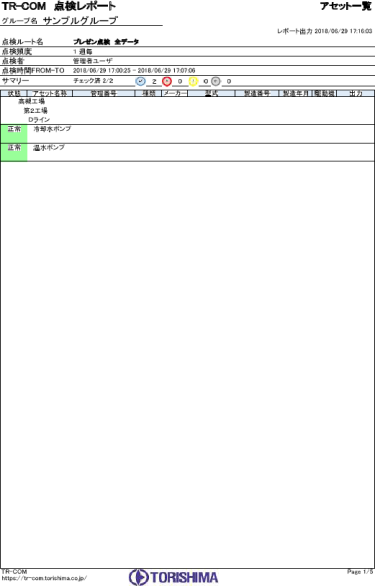 TR-COM 点検レポート アセット一覧
グループ名 サンプルグループ
レポート出力 2018/06/29 17:16:03
点検ルート名 プレゼン点検 全データ
点検頻度 1 週毎
点検者 管理者ユーザ
点検時間FROM-TO 2018/06/29 17:00:25 - 2018/06/29 17:07:06
サマリー チェック済 2/2 2 0 0 0
状態 アセット名称 管理番号 種類 メーカー 型式 製造番号 製造年月 駆動機 出力
高槻工場
第2工場
Dライン
正常 冷却水ポンプ
正常 温水ポンプ
TR-COM
https://tr-com.torishima.co.jp/
TORISHIMA
Page 1/5